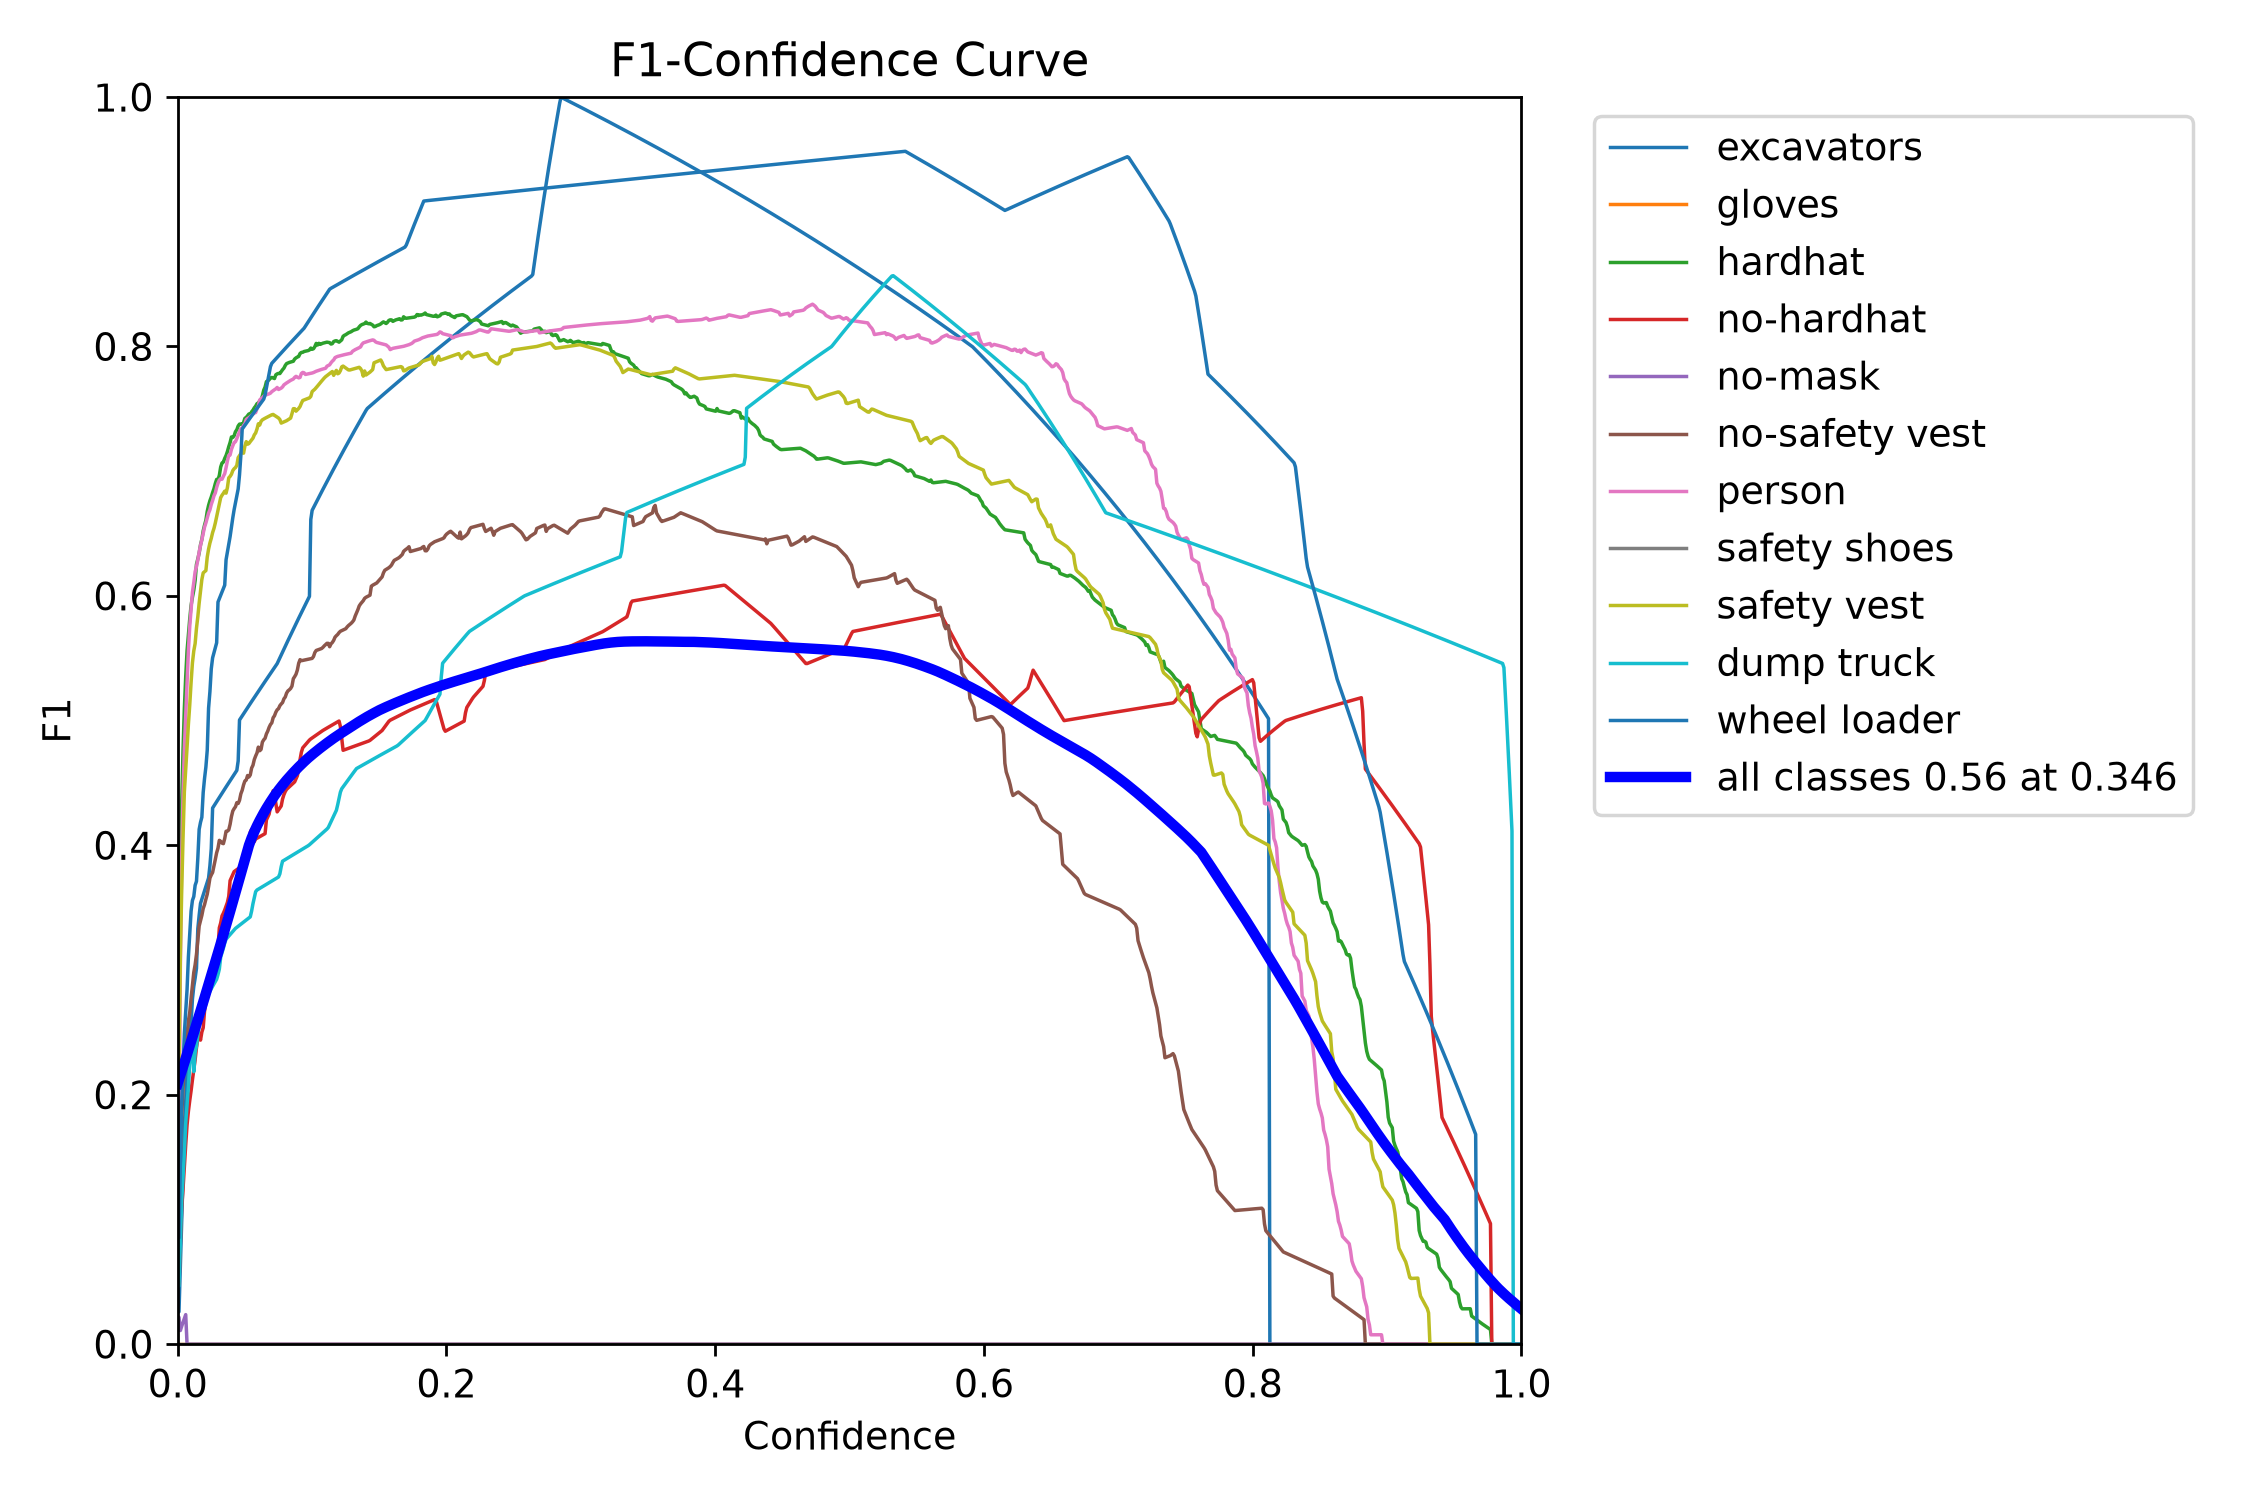 F1-Confidence Curve
F1
1.0
0.8
0.6
0.4
0.2
0.0
0.0 0.2 0.4 0.6 0.8 1.0
Confidence
excavators
gloves
hardhat
no-hardhat
no-mask
no-safety vest
person
safety shoes
safety vest
dump truck
wheel loader
all classes 0.56 at 0.346